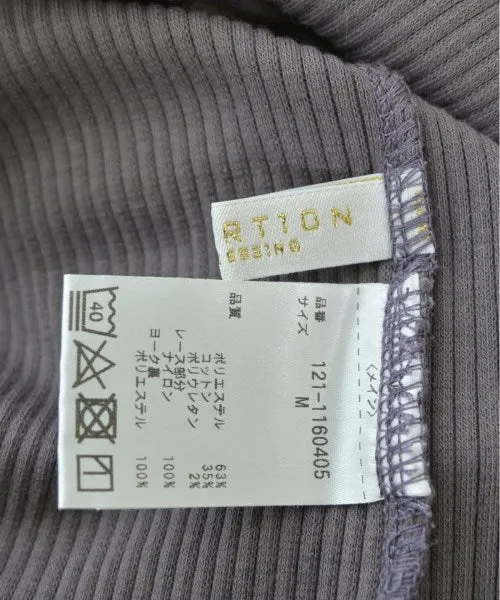 RTION
ESSING
〈メイン〉
品番 121-1160405
サイズ M
品質
ポリエステル 63%
コットン 35%
ポリウレタン 2%
レース部分
ナイロン 100%
ヨーク裏
ポリエステル 100%
40